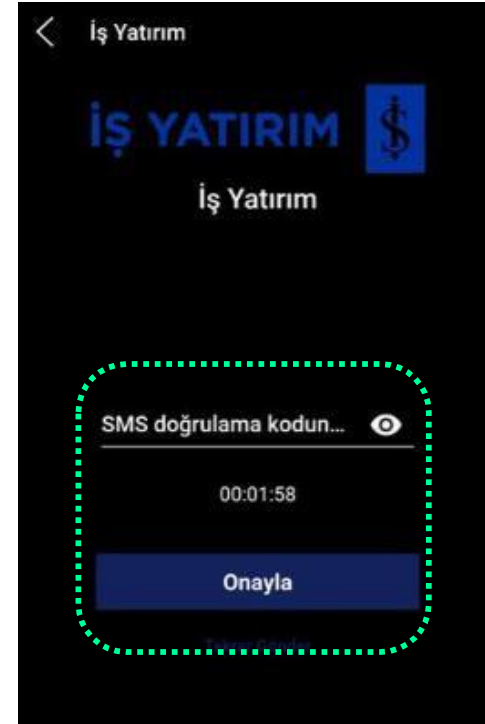 İş Yatırım
İŞ YATIRIM
İş Yatırım
SMS doğrulama kodun...
00:01:58
Onayla